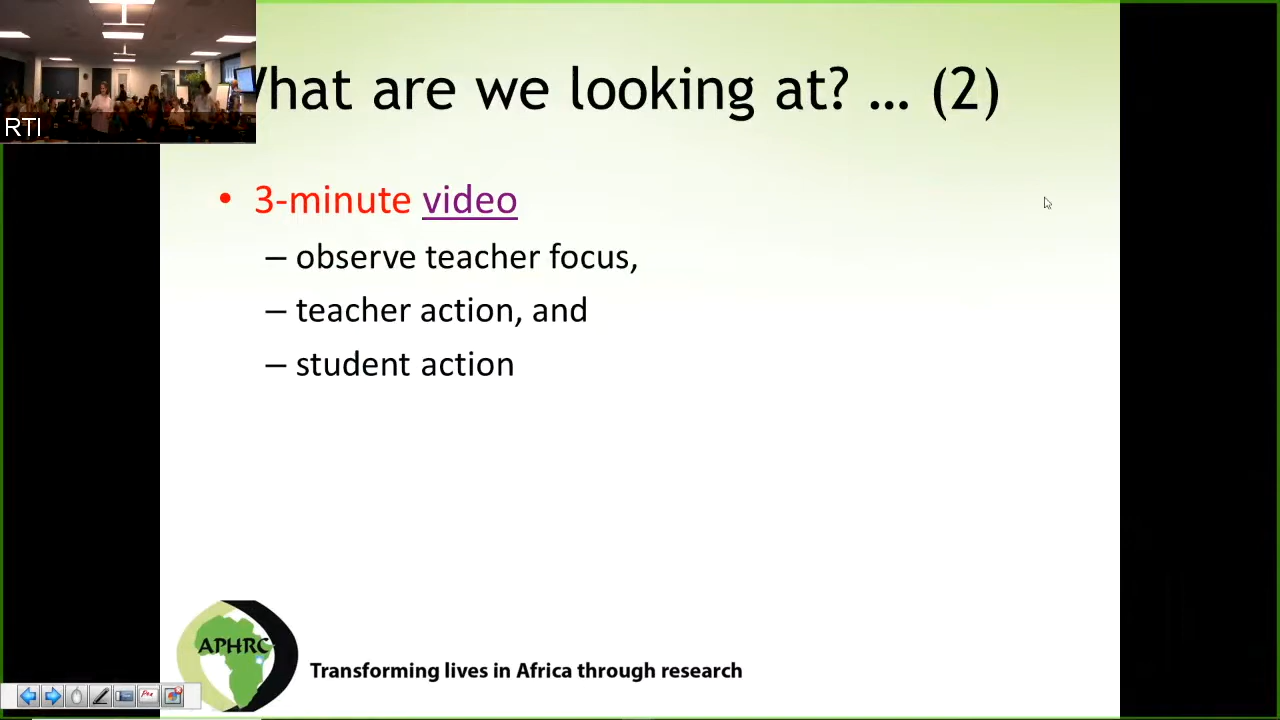 What are we looking at? ... (2)
RTI
• 3-minute video
– observe teacher focus,
– teacher action, and
– student action
APHRC
Transforming lives in Africa through research